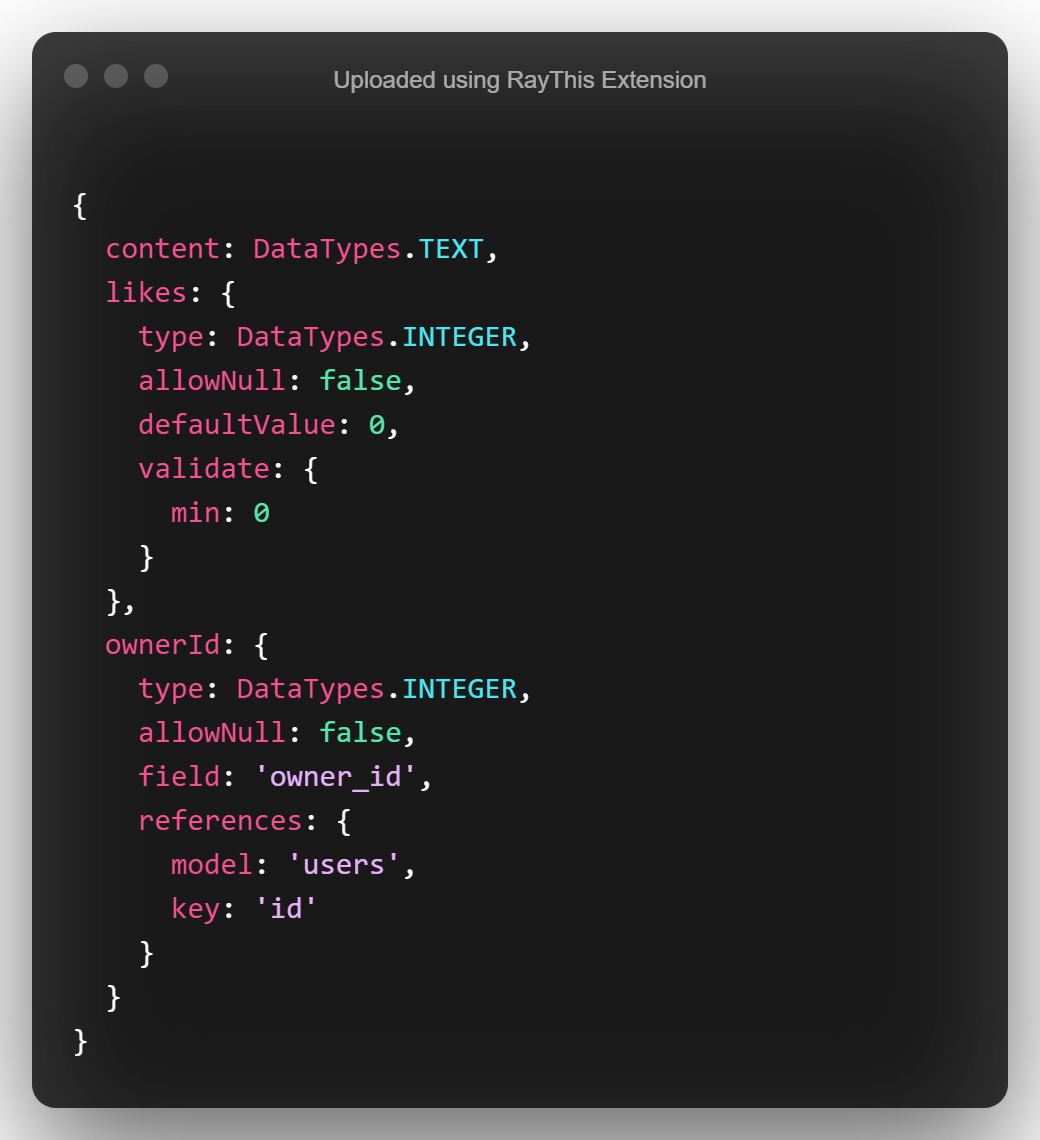 Uploaded using RayThis Extension
{
  content: DataTypes.TEXT,
  likes: {
    type: DataTypes.INTEGER,
    allowNull: false,
    defaultValue: 0,
    validate: {
      min: 0
    }
  },
  ownerId: {
    type: DataTypes.INTEGER,
    allowNull: false,
    field: 'owner_id',
    references: {
      model: 'users',
      key: 'id'
    }
  }
}